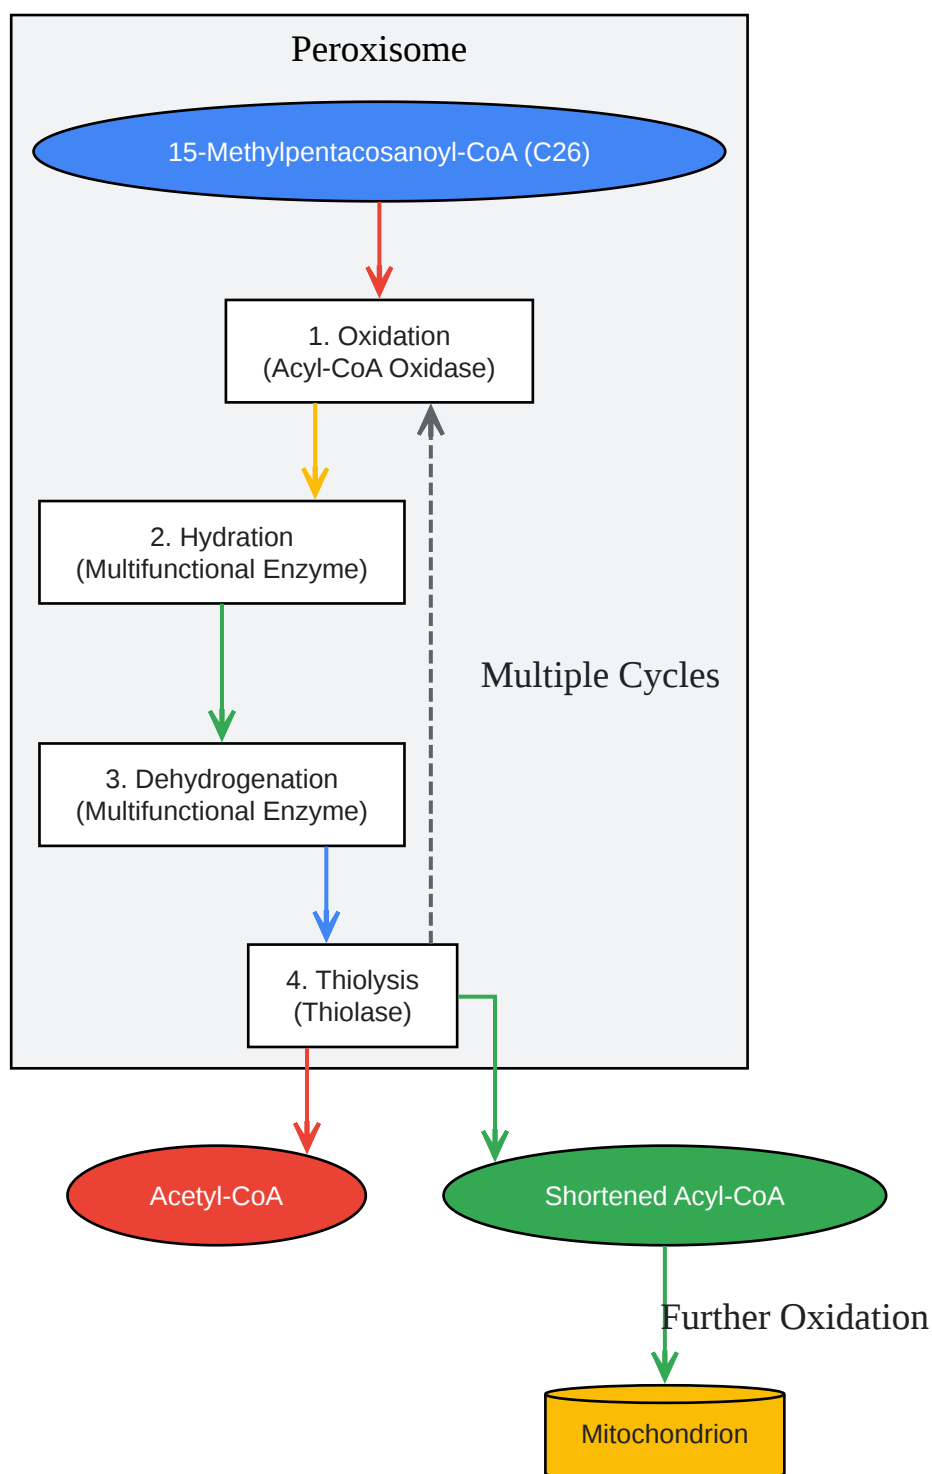 Peroxisome
15-Methylpentacosanoyl-CoA (C26)
1. Oxidation
(Acyl-CoA Oxidase)
2. Hydration
(Multifunctional Enzyme)
Multiple Cycles
3. Dehydrogenation
(Multifunctional Enzyme)
4. Thiolysis
(Thiolase)
Acetyl-CoA
Shortened Acyl-CoA
Further Oxidation
Mitochondrion